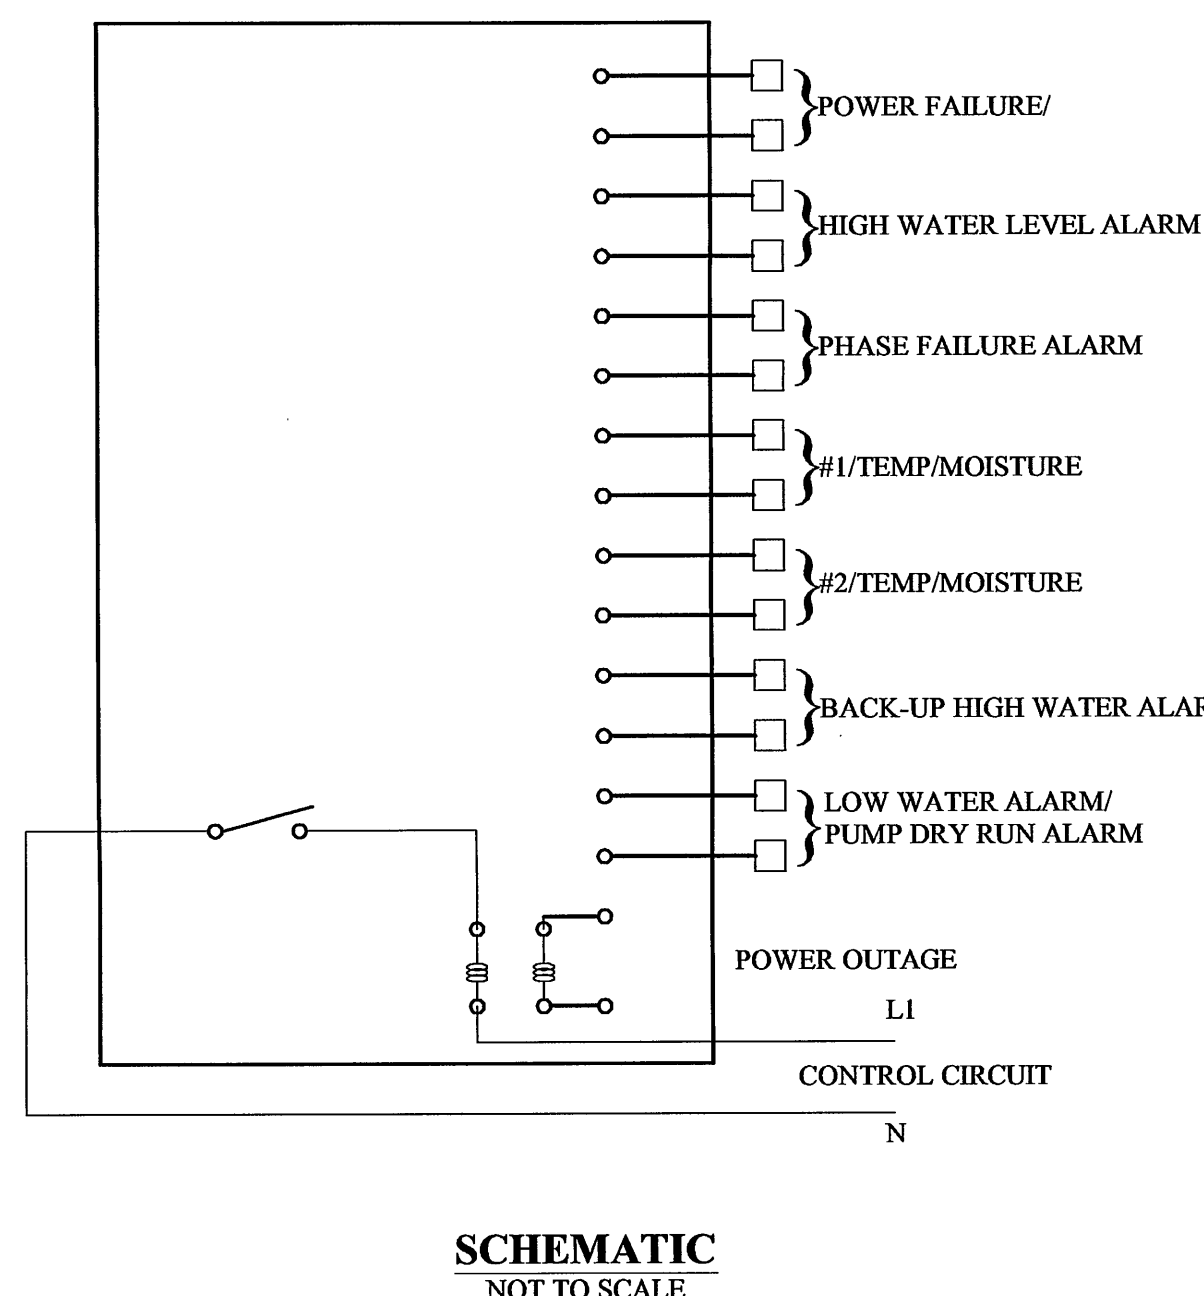 POWER FAILURE/
HIGH WATER LEVEL ALARM
PHASE FAILURE ALARM
#1/TEMP/MOISTURE
#2/TEMP/MOISTURE
BACK-UP HIGH WATER
LOW WATER ALARM/
PUMP DRY RUN ALARM
POWER OUTAGE
L1
CONTROL CIRCUIT
N
SCHEMATIC
NOT TO SCALE